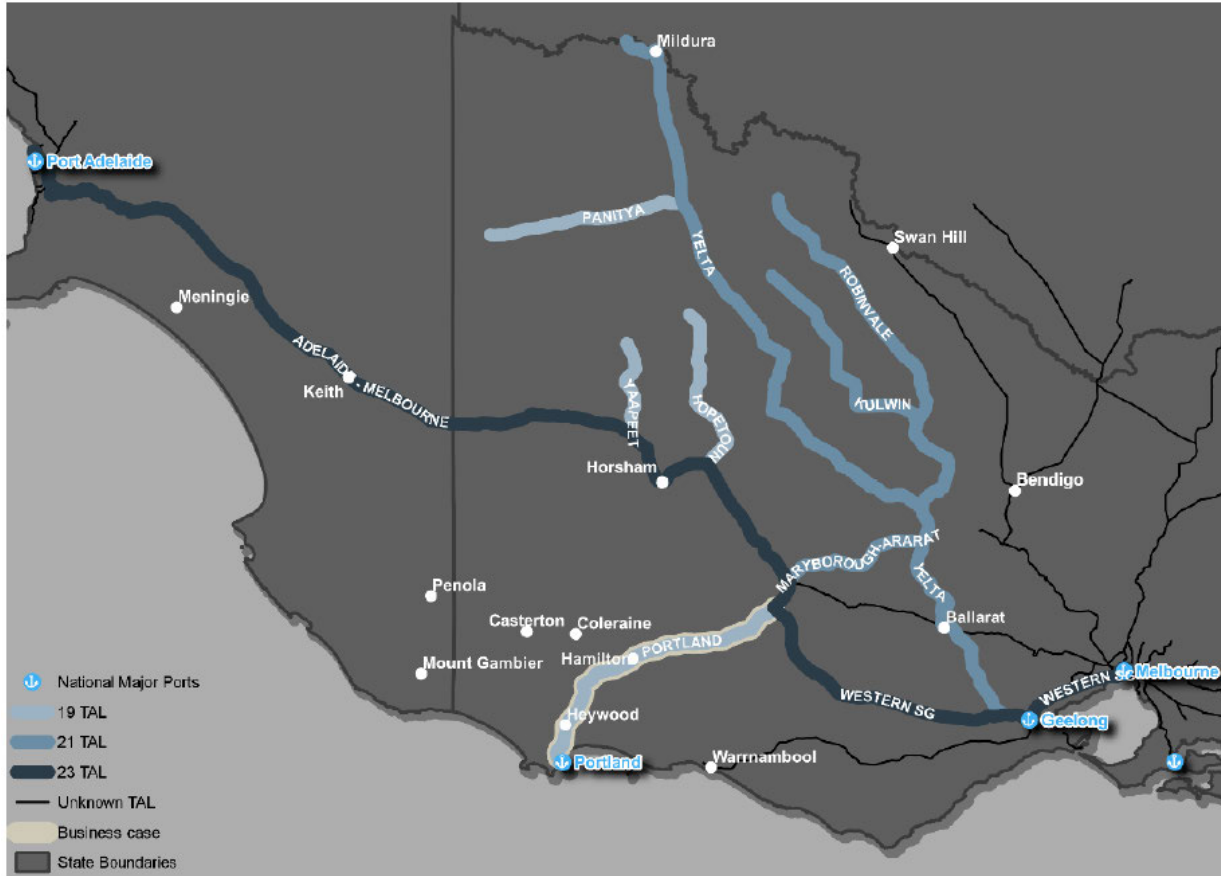 Mildura
Port Adelaide
PANITYA
Swan Hill
YELTA
ROBINVALE
Meningie
ADELAIDE - MELBOURNE
Keith
YAAPEET
HOPETOUN
KULWIN
Horsham
Bendigo
MARYBOROUGH-ARARAT
YELTA
Penola
Casterton
Coleraine
Ballarat
Hamilton
PORTLAND
Mount Gambier
WESTERN SG
WESTERN SG
Melbourne
Heywood
Geelong
Portland
Warrnambool
National Major Ports
19 TAL
21 TAL
23 TAL
Unknown TAL
Business case
State Boundaries